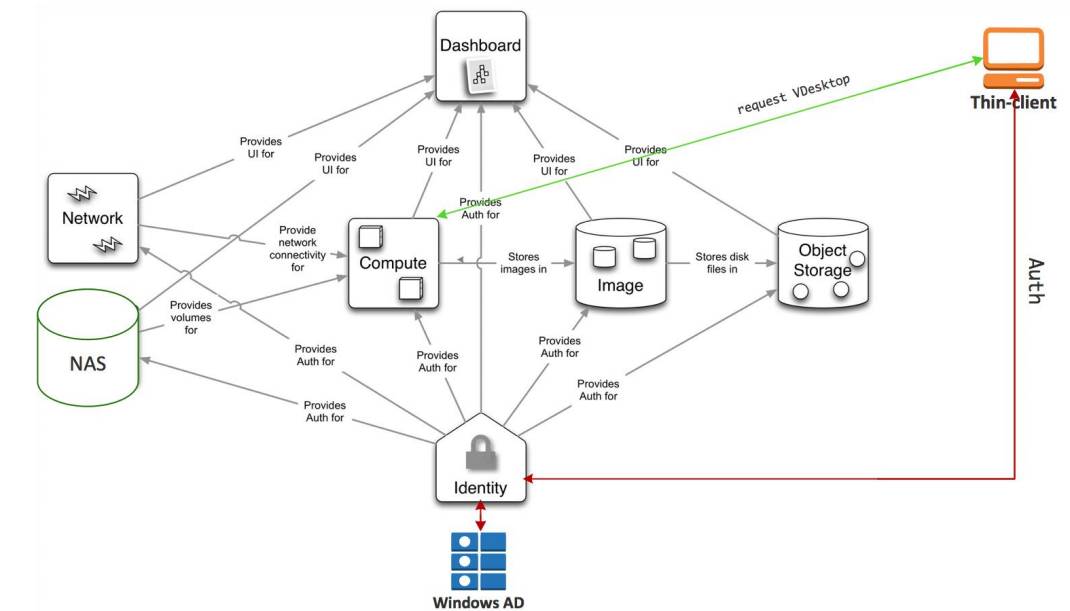 Dashboard
request VDesktop
Thin-client
Provides
UI for
Provides
UI for
Provides
UI for
Provides
UI for
Provides
UI for
Network
Provides
Auth for
Provide
network
connectivity
for
Compute
Stores
images in
Image
Stores disk
files in
Object
Storage
Auth
NAS
Provides
volumes
for
Provides
Auth for
Provides
Auth for
Provides
Auth for
Provides
Auth for
Provides
Auth for
Identity
Windows AD